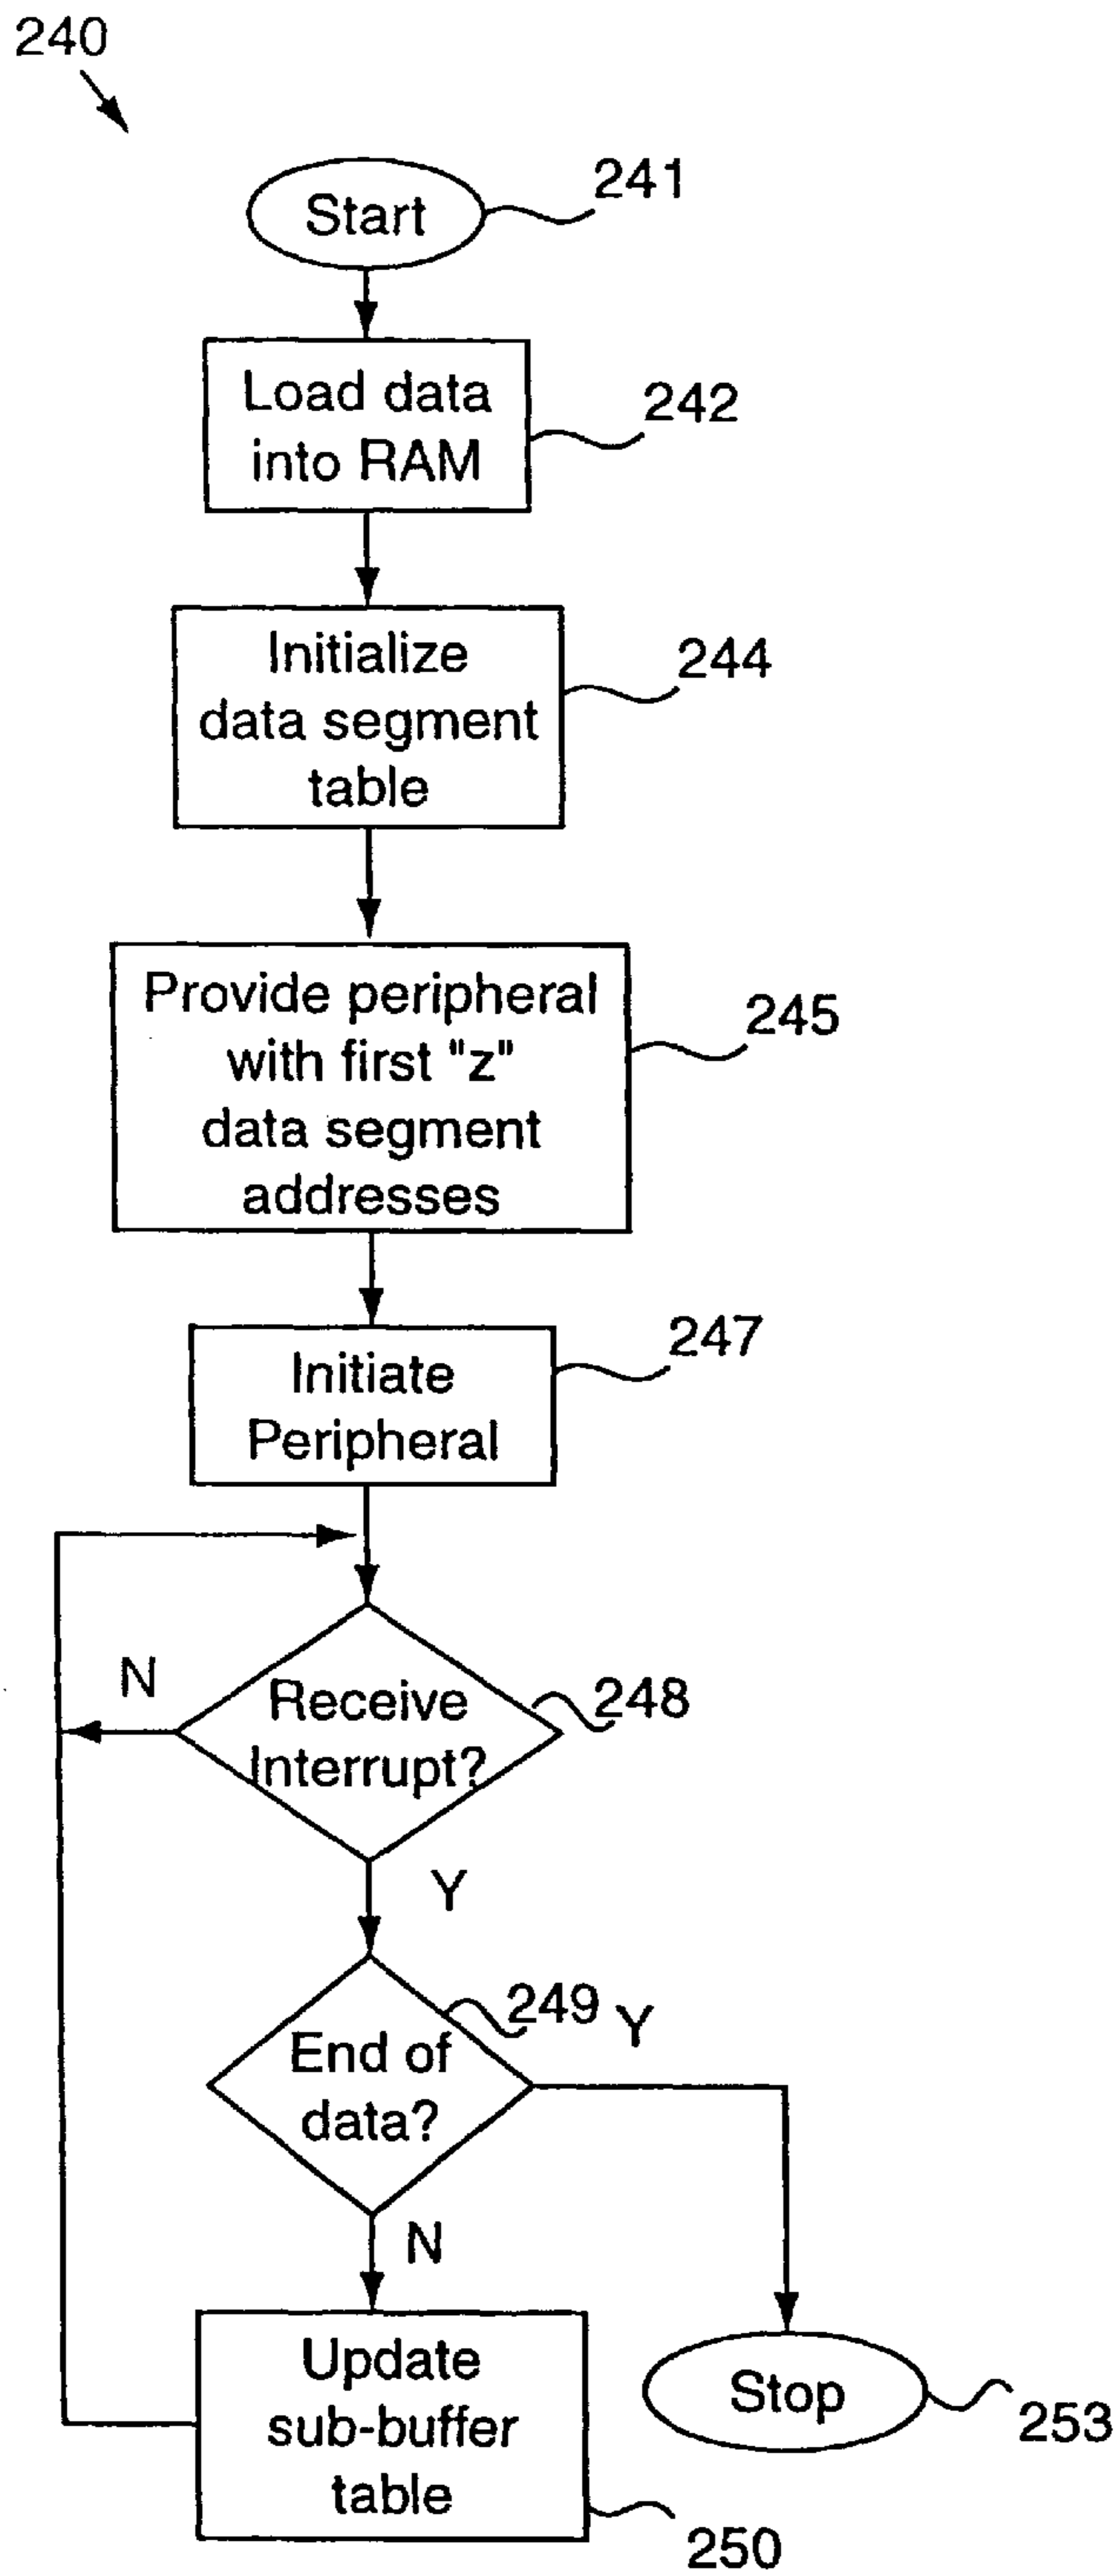 240
Start
241
Load data
into RAM
242
Initialize
data segment
table
244
Provide peripheral
with first "z"
data segment
addresses
245
Initiate
Peripheral
247
N
Receive
Interrupt?
248
Y
249
Y
End of
data?
N
Update
sub-buffer
table
250
Stop
253